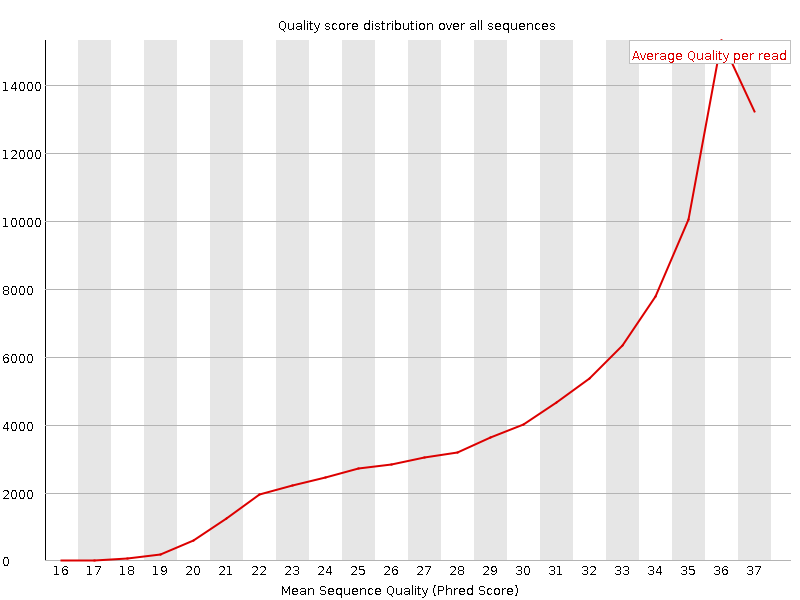 Quality score distribution over all sequences
Average Quality per read
14000
12000
10000
8000
6000
4000
2000
0
16 17 18 19 20 21 22 23 24 25 26 27 28 29 30 31 32 33 34 35 36 37
Mean Sequence Quality (Phred Score)